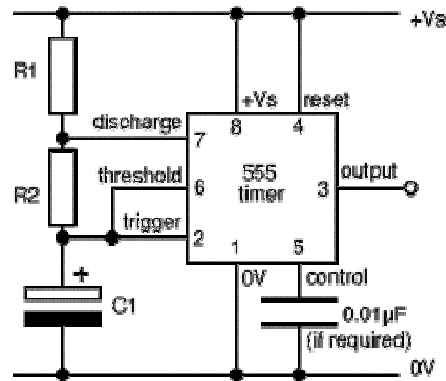 +Vs
R1
+Vs
reset
discharge
8
4
7
threshold
555
output
R2
6
timer
3
trigger
2
1
5
+
0V
control
C1
0.01µF
(if required)
0V